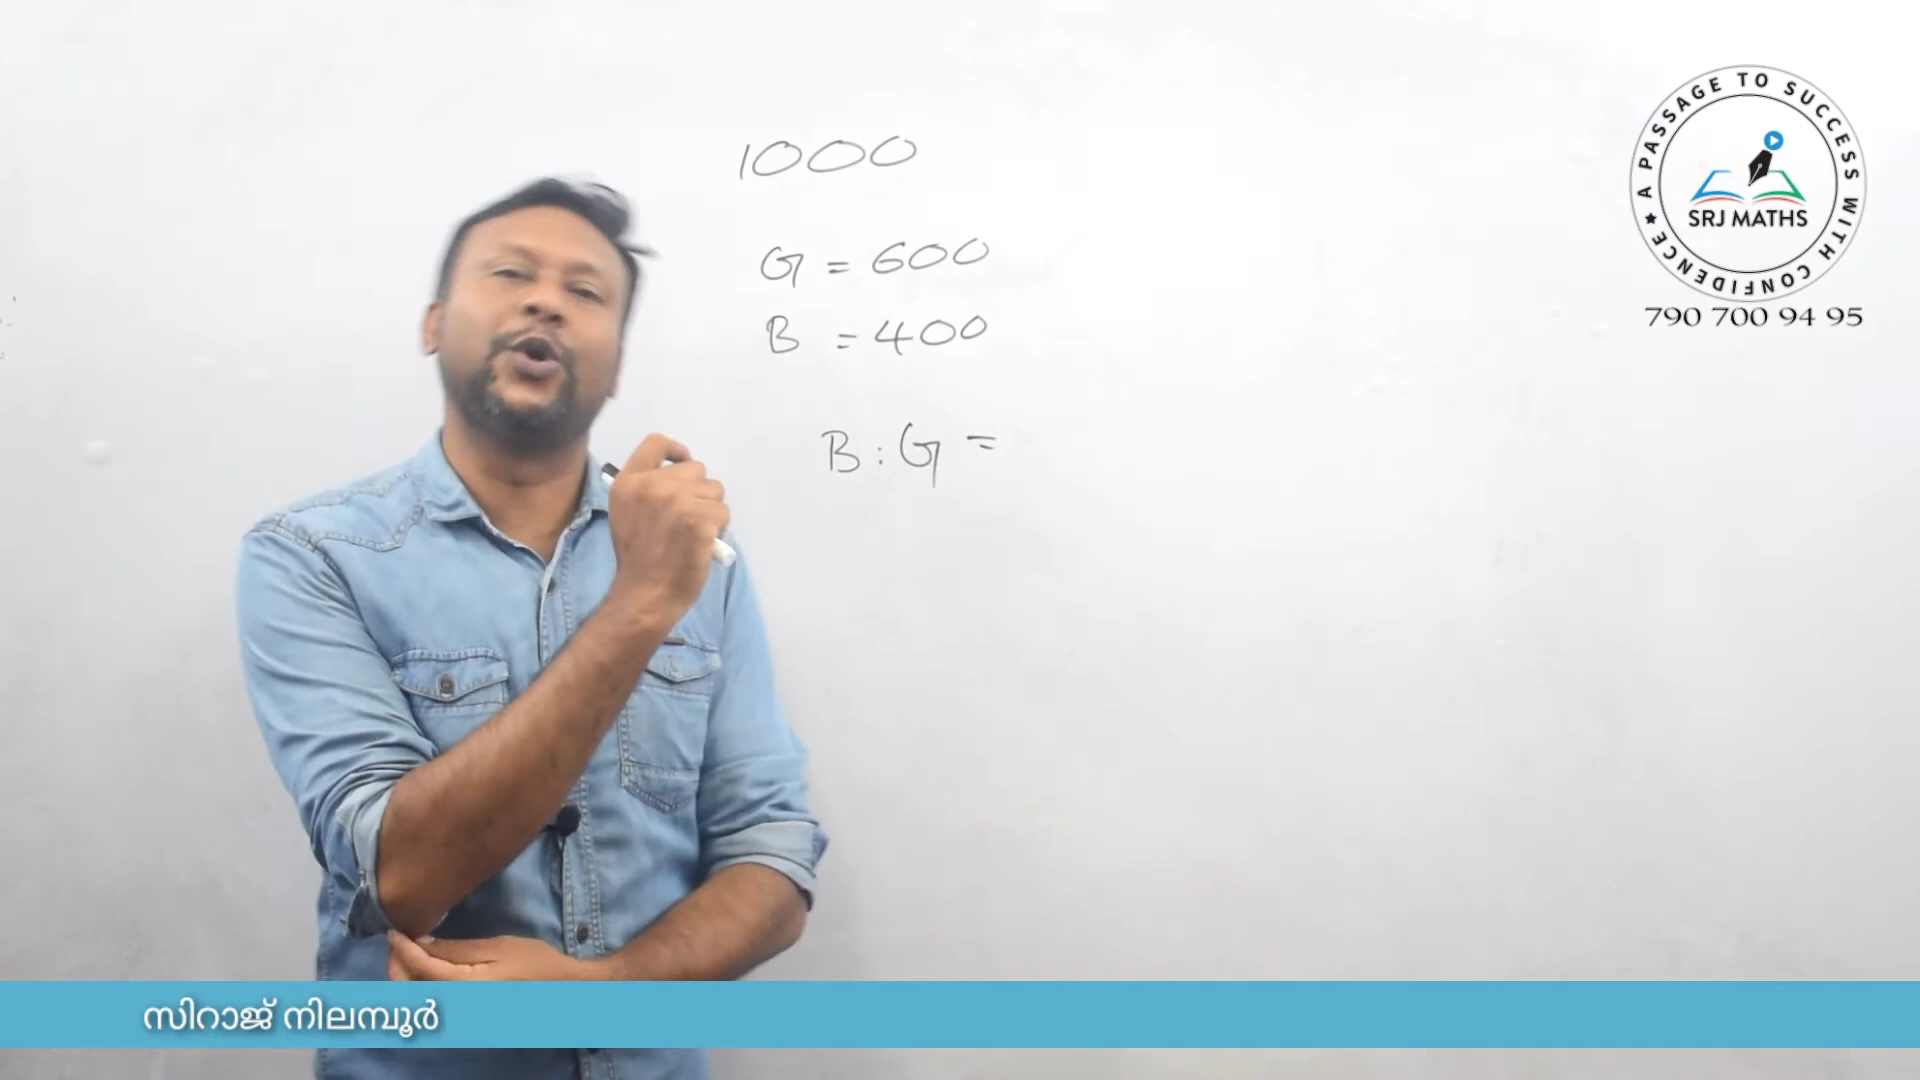 1000
G = 600
B = 400
B : G =
A PASSAGE TO SUCCESS WITH CONFIDENCE ★
SRJ MATHS
790 700 94 95
സിറാജ് നിലമ്പൂർ